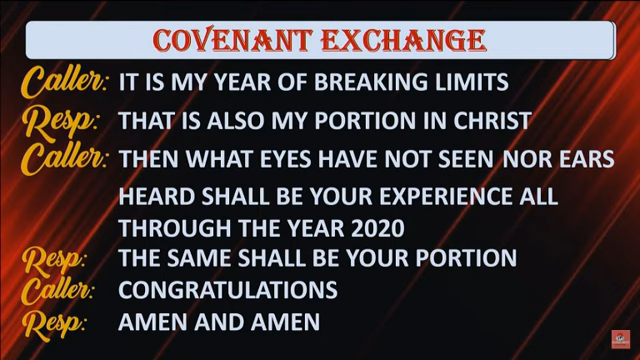 COVENANT EXCHANGE
Caller: IT IS MY YEAR OF BREAKING LIMITS
Resp: THAT IS ALSO MY PORTION IN CHRIST
Caller: THEN WHAT EYES HAVE NOT SEEN NOR EARS
HEARD SHALL BE YOUR EXPERIENCE ALL
THROUGH THE YEAR 2020
Resp: THE SAME SHALL BE YOUR PORTION
Caller: CONGRATULATIONS
Resp: AMEN AND AMEN